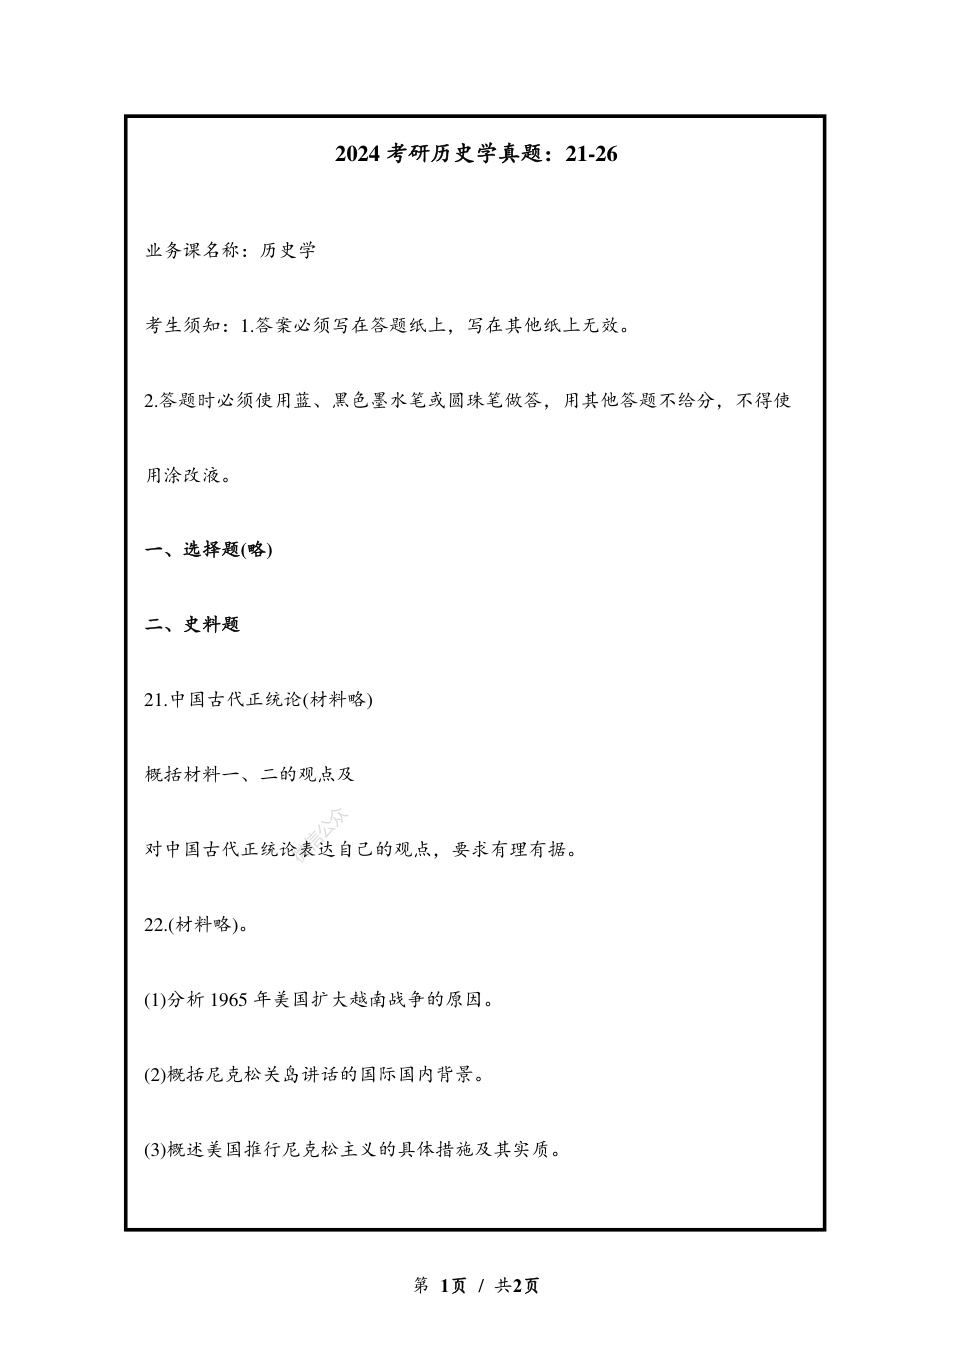 2024 考研历史学真题：21-26
业务课名称：历史学
考生须知：1.答案必须写在答题纸上，写在其他纸上无效。
2.答题时必须使用蓝、黑色墨水笔或圆珠笔做答，用其他答题不给分，不得使
用涂改液。
一、选择题(略)
二、史料题
21.中国古代正统论(材料略)
概括材料一、二的观点及
信公众
对中国古代正统论表达自己的观点，要求有理有据。
22.(材料略)。
(1)分析 1965 年美国扩大越南战争的原因。
(2)概括尼克松关岛讲话的国际国内背景。
(3)概述美国推行尼克松主义的具体措施及其实质。
第 1页 / 共2页